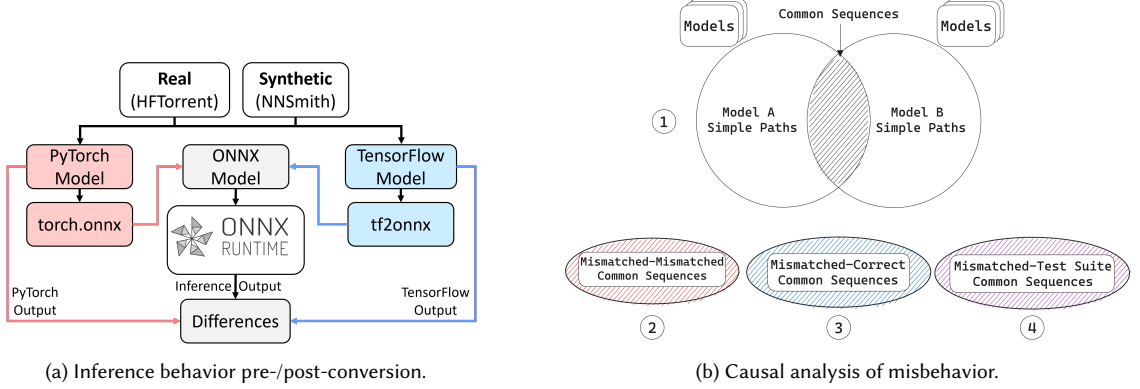 Real
(HFTorrent)
Synthetic
(NNSmith)
PyTorch
Model
ONNX
Model
TensorFlow
Model
torch.onnx
ONNX
RUNTIME
tf2onnx
Inference Output
PyTorch
Output
TensorFlow
Output
Differences
(a) Inference behavior pre-/post-conversion.
Common Sequences
Models
Models
1
Model A
Simple Paths
Model B
Simple Paths
Mismatched-Mismatched
Common Sequences
Mismatched-Correct
Common Sequences
Mismatched-Test Suite
Common Sequences
2
3
4
(b) Causal analysis of misbehavior.